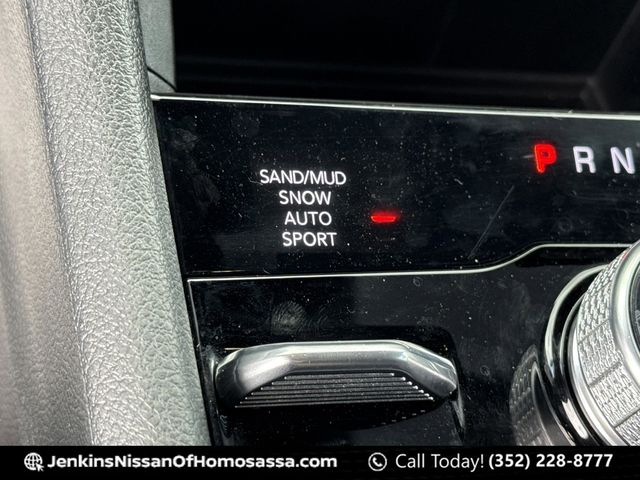 SAND/MUD
SNOW
AUTO
SPORT
P R N
JenkinsNissanOfHomosassa.com
Call Today! (352) 228-8777